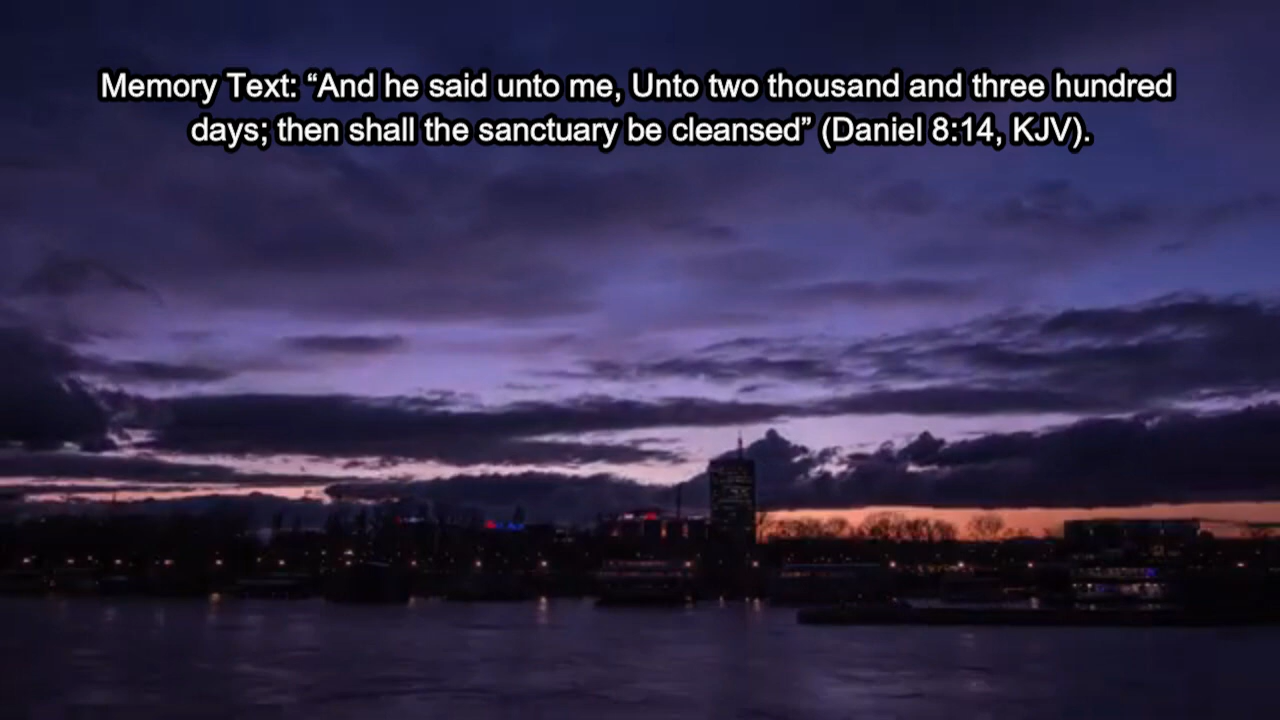 Memory Text: “And he said unto me, Unto two thousand and three hundred
days; then shall the sanctuary be cleansed” (Daniel 8:14, KJV).